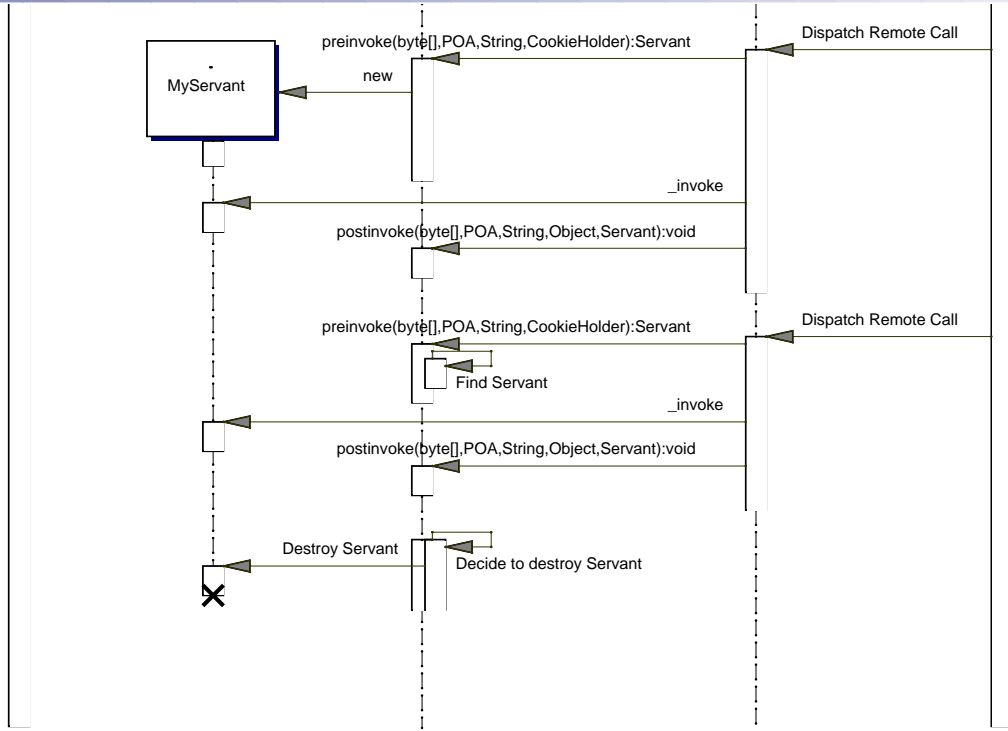 Dispatch Remote Call
preinvoke(byte[],POA,String,CookieHolder):Servant
new
-
MyServant
_invoke
postinvoke(byte[],POA,String,Object,Servant):void
Dispatch Remote Call
preinvoke(byte[],POA,String,CookieHolder):Servant
Find Servant
_invoke
postinvoke(byte[],POA,String,Object,Servant):void
Destroy Servant
Decide to destroy Servant